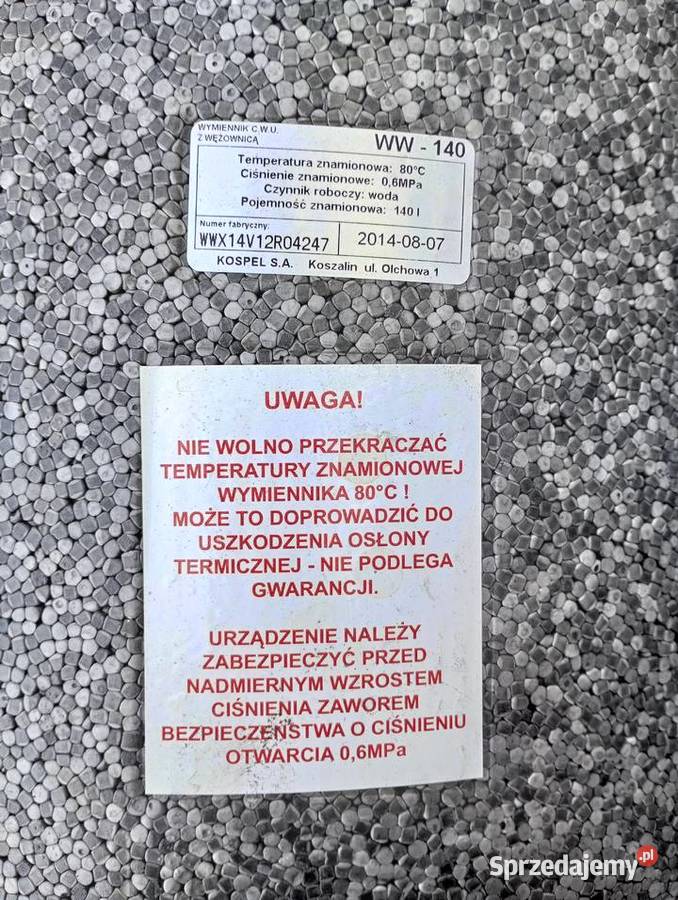 WYMIENNIK C.W.U.
Z WĘŻOWNICĄ
WW - 140
Temperatura znamionowa: 80°C
Ciśnienie znamionowe: 0,6MPa
Czynnik roboczy: woda
Pojemność znamionowa: 140 l
Numer fabryczny:
WWX14V12R04247
2014-08-07
KOSPEL S.A. Koszalin ul. Olchowa 1
UWAGA!
NIE WOLNO PRZEKRACZAĆ
TEMPERATURY ZNAMIONOWEJ
WYMIENNIKA 80°C !
MOŻE TO DOPROWADZIĆ DO
USZKODZENIA OSŁONY
TERMICZNEJ - NIE PODLEGA
GWARANCJI.
URZĄDZENIE NALEŻY
ZABEZPIECZYĆ PRZED
NADMIERNYM WZROSTEM
CIŚNIENIA ZAWOREM
BEZPIECZEŃSTWA O CIŚNIENIU
OTWARCIA 0,6MPa
Sprzedajemy.pl